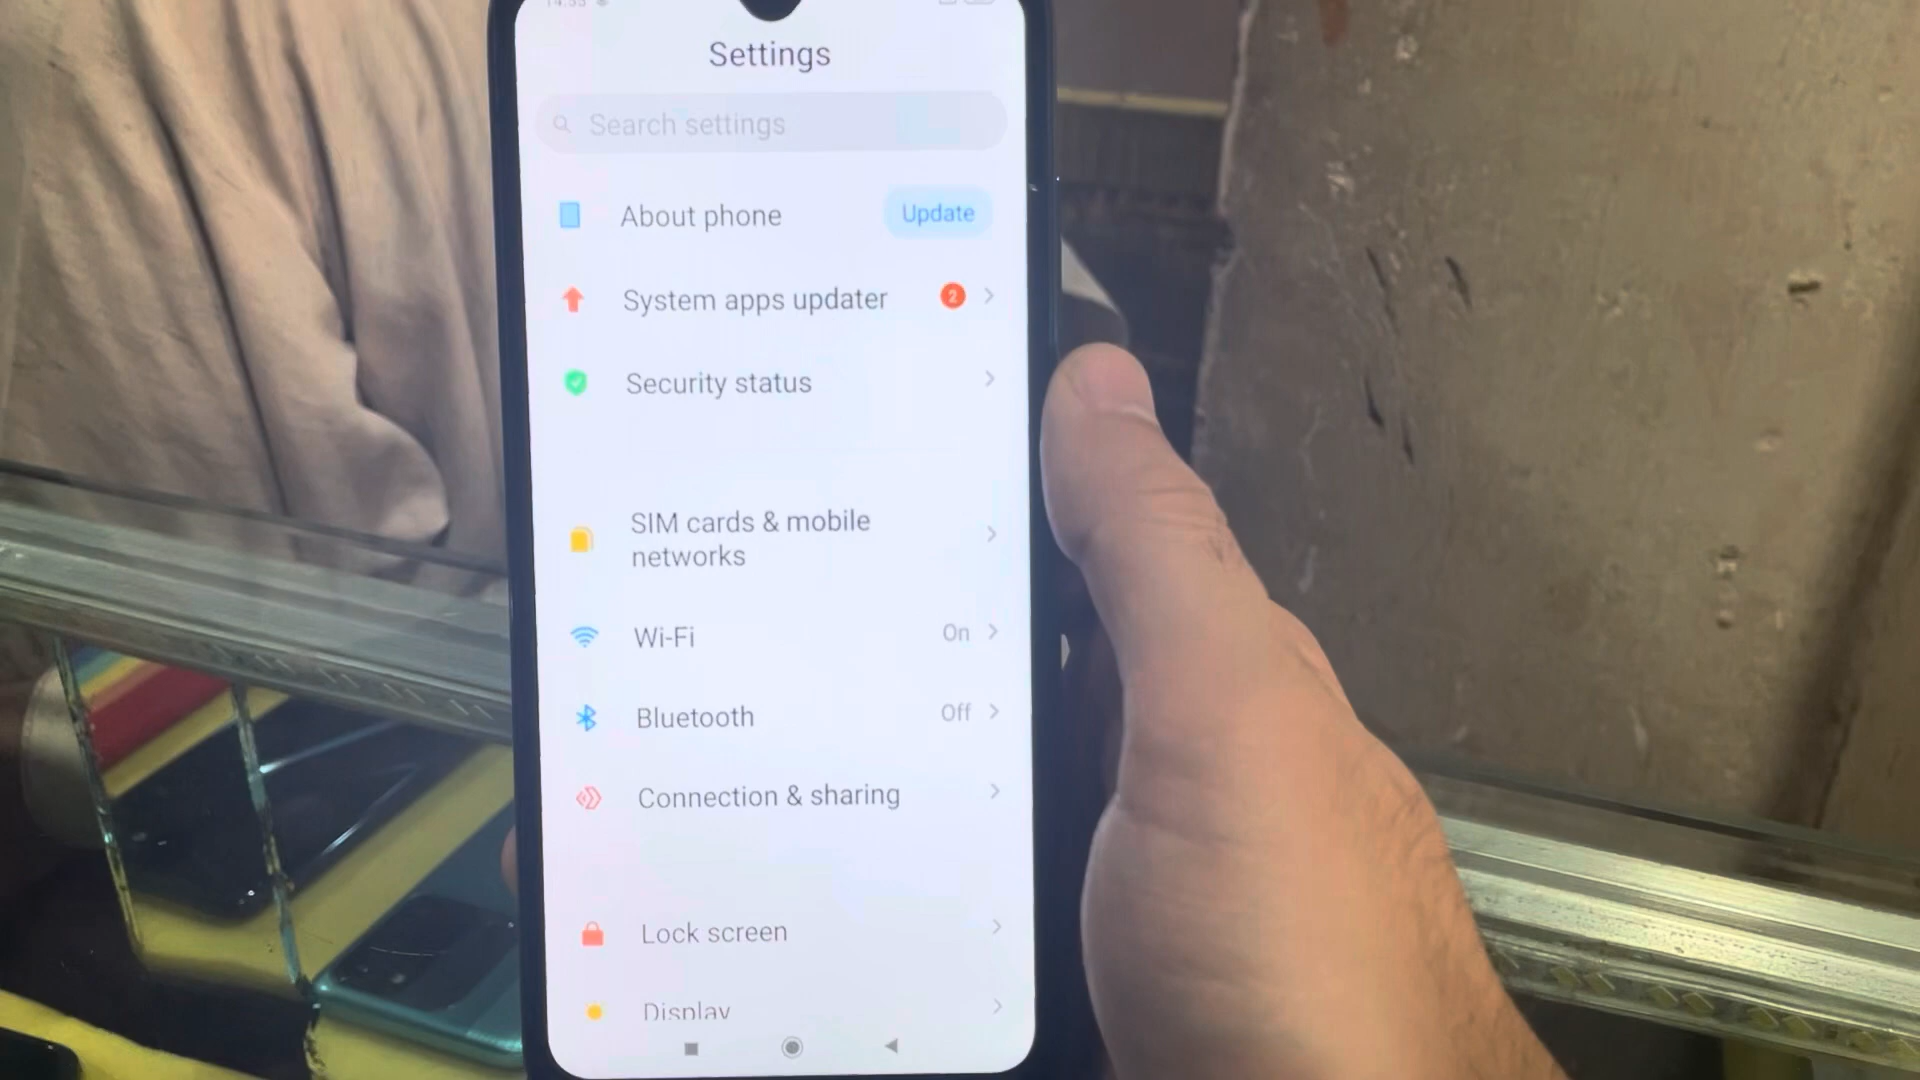 Settings
Search settings
About phone
Update
System apps updater
2
Security status
SIM cards & mobile
networks
Wi-Fi
On
Bluetooth
Off
Connection & sharing
Lock screen
Display